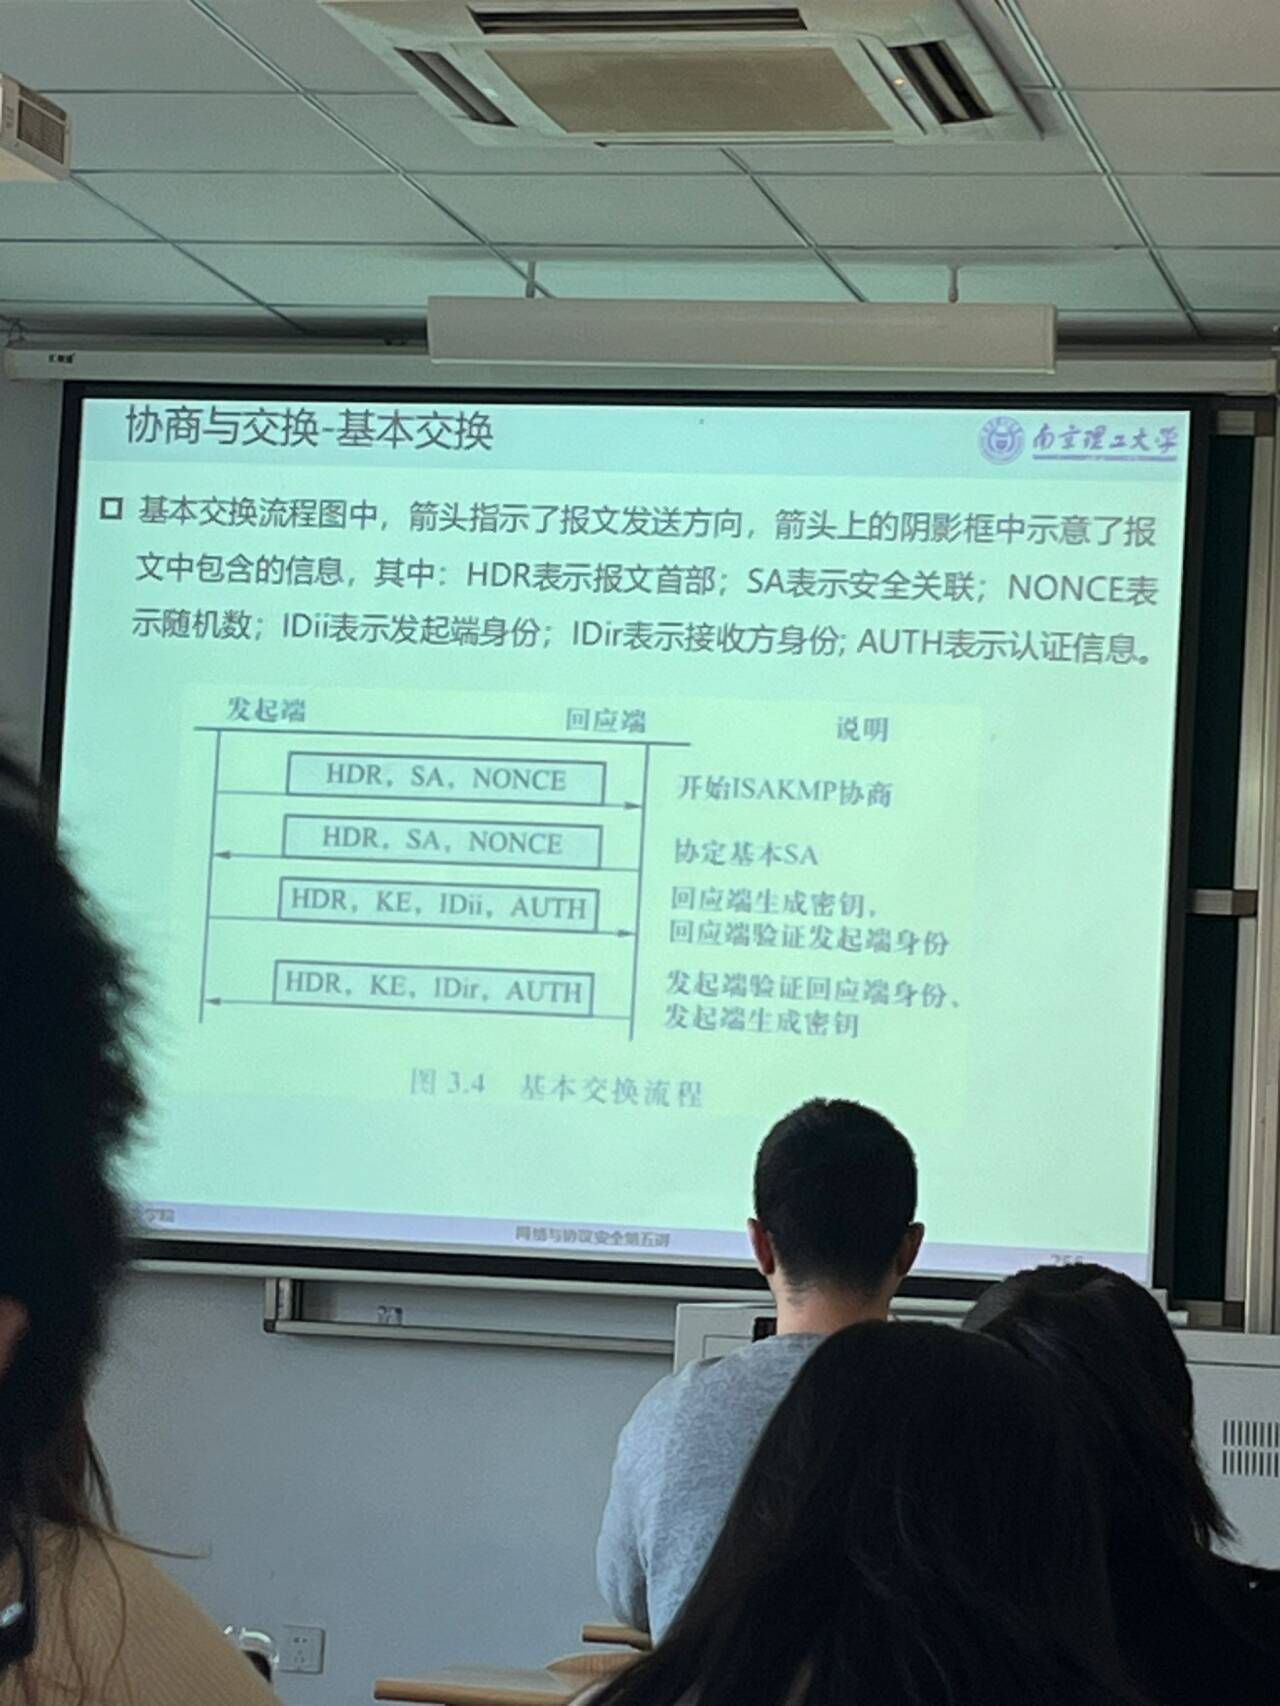 协商与交换-基本交换
南京理工大学
基本交换流程图中，箭头指示了报文发送方向，箭头上的阴影框中示意了报
文中包含的信息，其中：HDR表示报文首部；SA表示安全关联；NONCE表
示随机数；IDii表示发起端身份；IDir表示接收方身份; AUTH表示认证信息。
发起端 回应端 说明
HDR，SA，NONCE 开始ISAKMP协商
HDR，SA，NONCE 协定基本SA
HDR，KE，IDii，AUTH 回应端生成密钥，
回应端验证发起端身份
HDR，KE，IDir，AUTH 发起端验证回应端身份、
发起端生成密钥
图 3.4 基本交换流程
学院 网络与协议安全第五讲